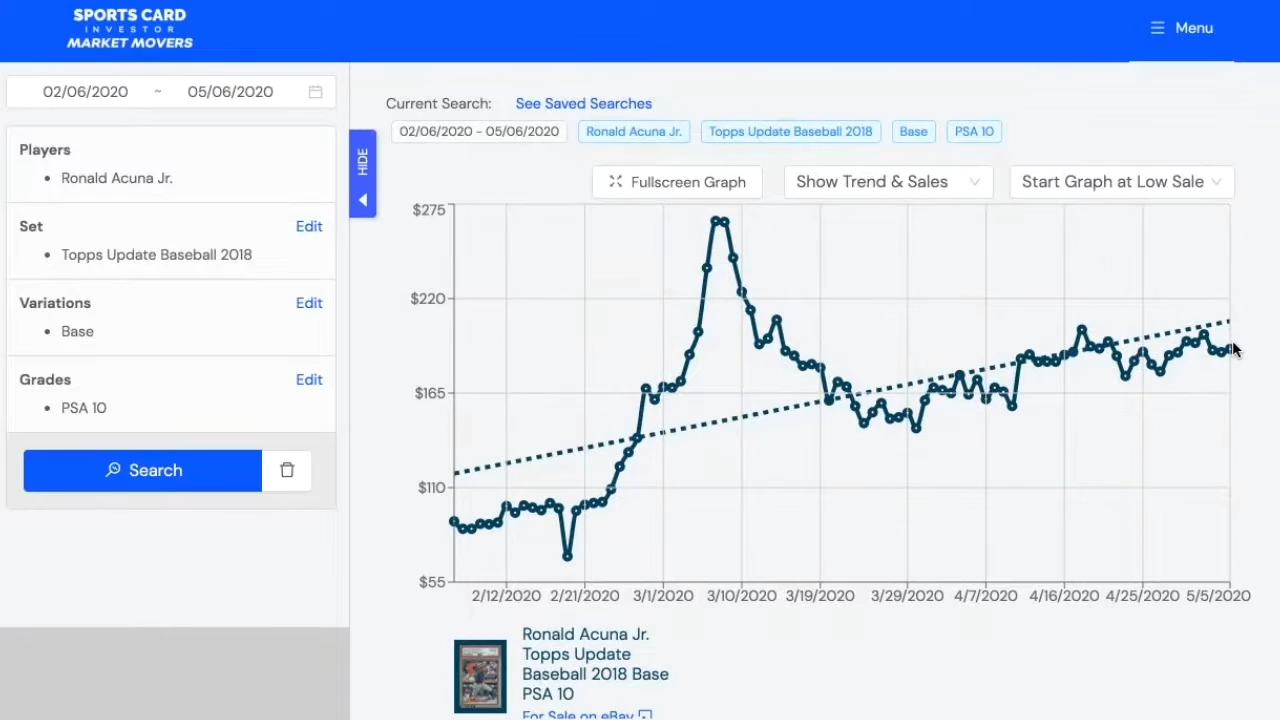 SPORTS CARD
INVESTOR
MARKET MOVERS
Menu
02/06/2020 ~ 05/06/2020
Players
Ronald Acuna Jr.
Set Edit
Topps Update Baseball 2018
Variations Edit
Base
Grades Edit
PSA 10
Search
HIDE
Current Search: See Saved Searches
02/06/2020 - 05/06/2020 Ronald Acuna Jr. Topps Update Baseball 2018 Base PSA 10
Fullscreen Graph Show Trend & Sales Start Graph at Low Sale
$275
$220
$165
$110
$55
2/12/2020 2/21/2020 3/1/2020 3/10/2020 3/19/2020 3/29/2020 4/7/2020 4/16/2020 4/25/2020 5/5/2020
Ronald Acuna Jr.
Topps Update
Baseball 2018 Base
PSA 10
For Sale on eBay